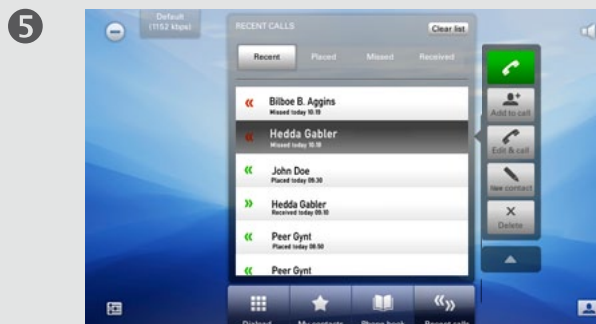 5
Default
(1152 kbps)
RECENT CALLS
Clear list
Recent Placed Missed Received
Bilboe B. Aggins
Missed today 10:19
Hedda Gabler
Missed today 10:18
John Doe
Placed today 09.30
Hedda Gabler
Received today 09.10
Peer Gynt
Placed today 08.50
Peer Gynt
Add to call
Edit & call
New contact
Delete
Dialpad My contacts Phone book Recent calls